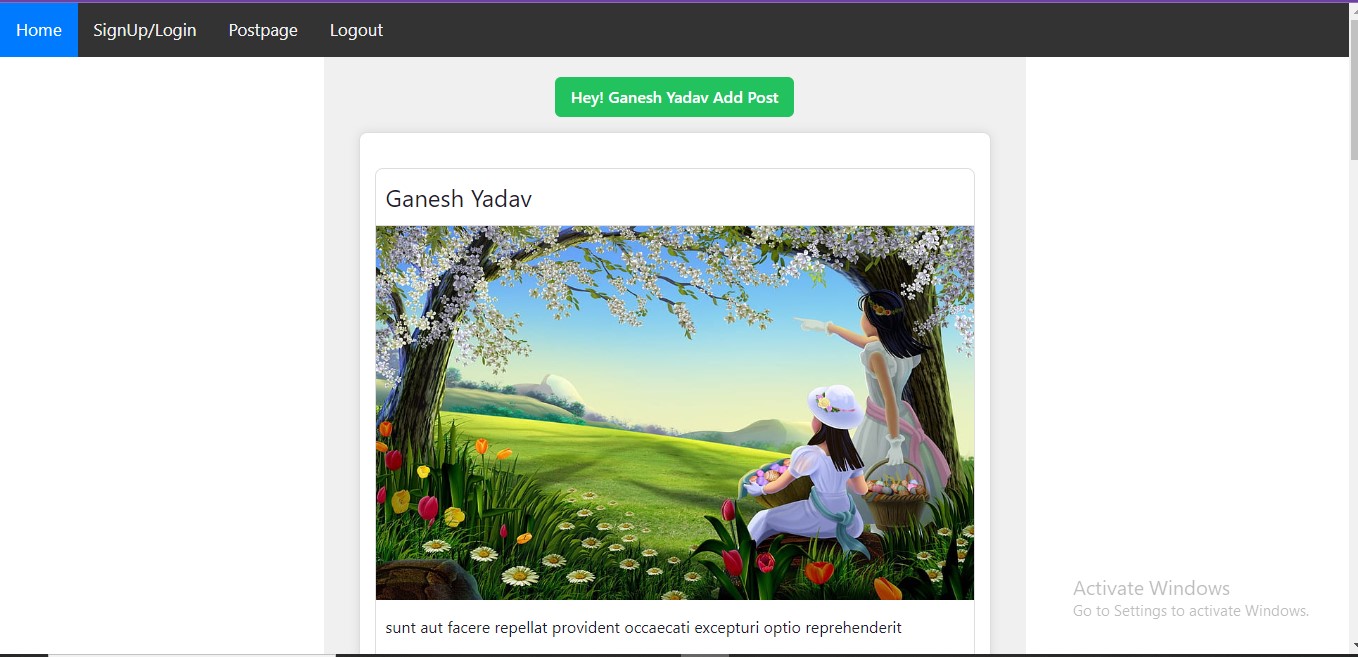 Home SignUp/Login Postpage Logout
Hey! Ganesh Yadav Add Post
Ganesh Yadav
sunt aut facere repellat provident occaecati excepturi optio reprehenderit
Activate Windows
Go to Settings to activate Windows.